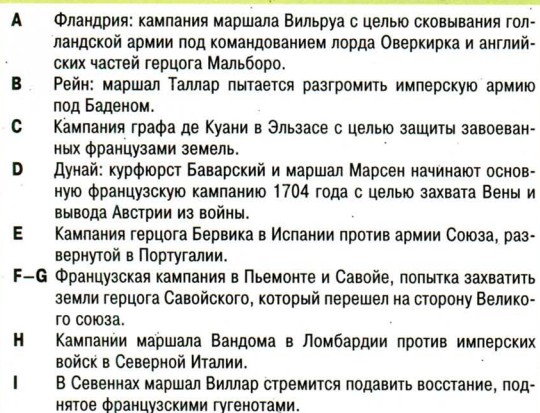 A Фландрия: кампания маршала Вильруа с целью сковывания гол-
ландской армии под командованием лорда Оверкирка и англий-
ских частей герцога Мальборо.
B Рейн: маршал Таллар пытается разгромить имперскую армию
под Баденом.
C Кампания графа де Куани в Эльзасе с целью защиты завоеван-
ных французами земель.
D Дунай: курфюрст Баварский и маршал Марсен начинают основ-
ную французскую кампанию 1704 года с целью захвата Вены и
вывода Австрии из войны.
E Кампания герцога Бервика в Испании против армии Союза, раз-
вернутой в Португалии.
F–G Французская кампания в Пьемонте и Савойе, попытка захватить
земли герцога Савойского, который перешел на сторону Велико-
го союза.
H Кампании маршала Вандома в Ломбардии против имперских
войск в Северной Италии.
I В Севеннах маршал Виллар стремится подавить восстание, под-
нятое французскими гугенотами.